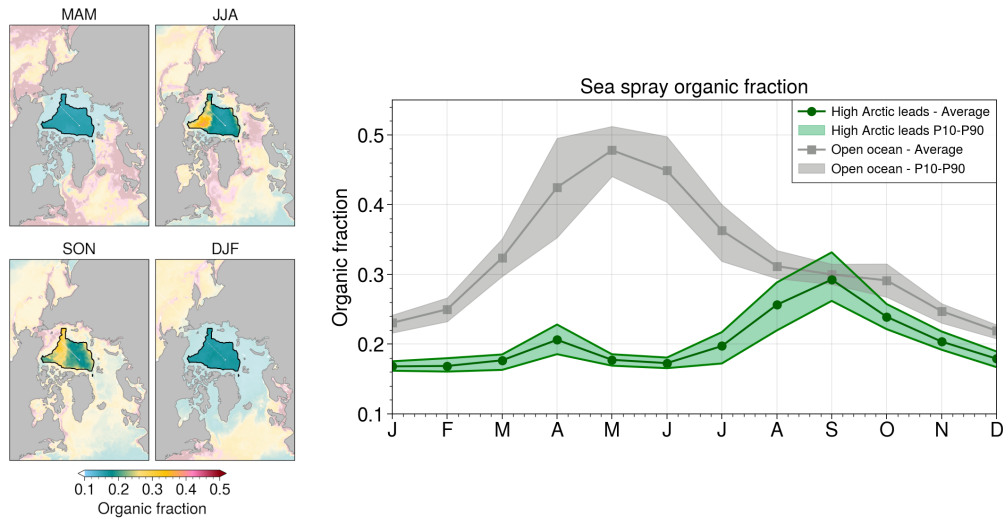 MAM
JJA
SON
DJF
0.1 0.2 0.3 0.4 0.5
Organic fraction
Sea spray organic fraction
High Arctic leads - Average
High Arctic leads P10-P90
Open ocean - Average
Open ocean - P10-P90
Organic fraction
0.5
0.4
0.3
0.2
0.1
J F M A M J J A S O N D